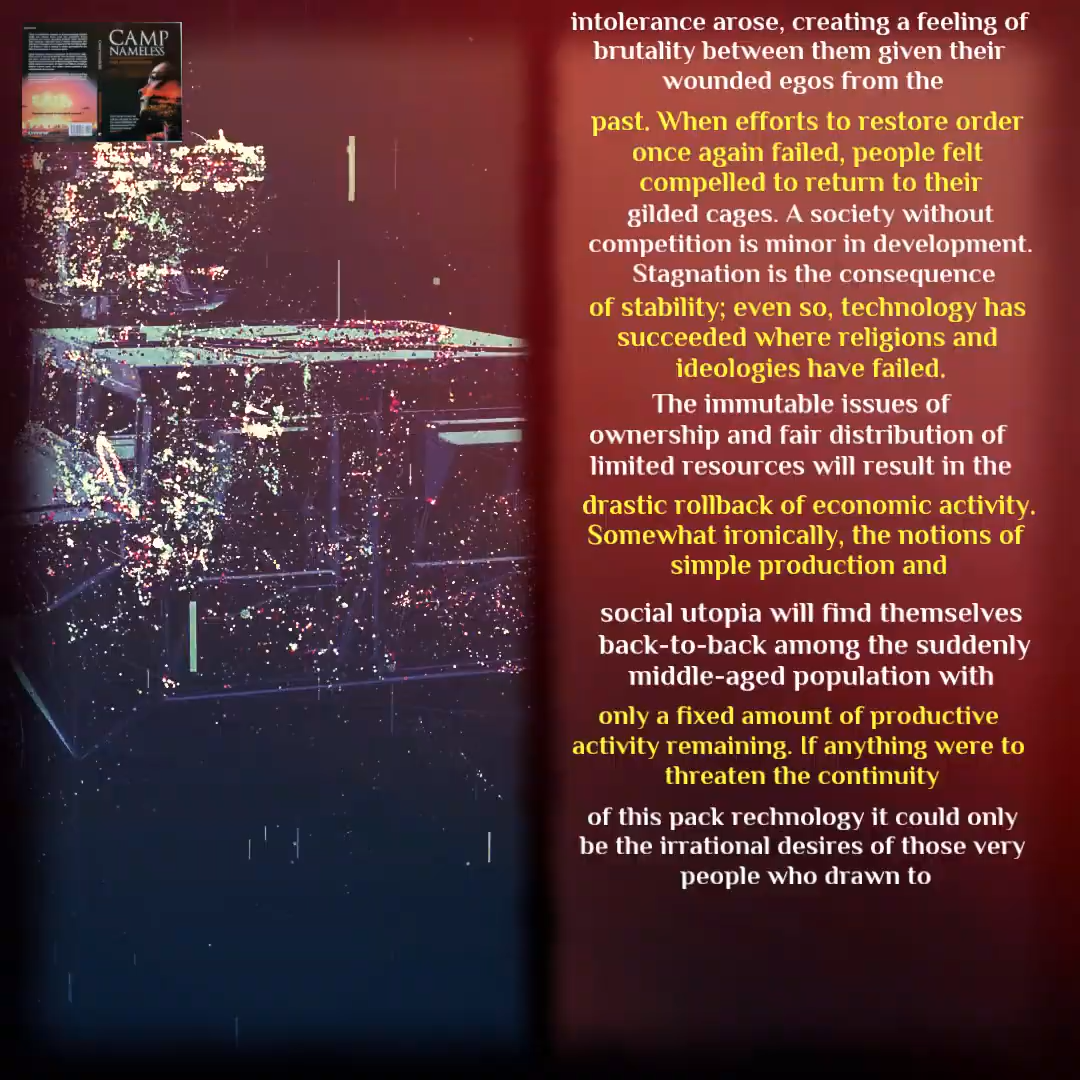 CAMP
NAMELESS
intolerance arose, creating a feeling of
brutality between them given their
wounded egos from the
past. When efforts to restore order
once again failed, people felt
compelled to return to their
gilded cages. A society without
competition is minor in development.
Stagnation is the consequence
of stability; even so, technology has
succeeded where religions and
ideologies have failed.
The immutable issues of
ownership and fair distribution of
limited resources will result in the
drastic rollback of economic activity.
Somewhat ironically, the notions of
simple production and
social utopia will find themselves
back-to-back among the suddenly
middle-aged population with
only a fixed amount of productive
activity remaining. If anything were to
threaten the continuity
of this pack rechnology it could only
be the irrational desires of those very
people who drawn to